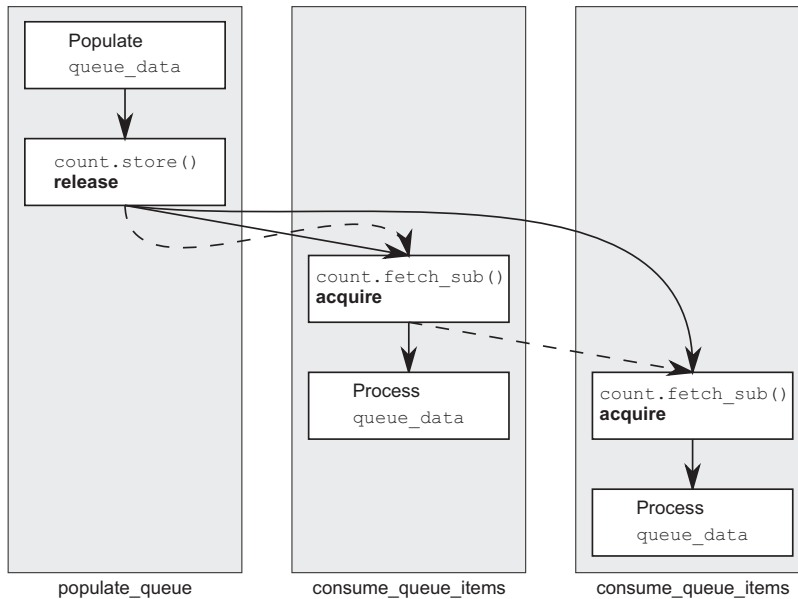 Populate
queue_data
count.store()
release
count.fetch_sub()
acquire
Process
queue_data
count.fetch_sub()
acquire
Process
queue_data
populate_queue
consume_queue_items
consume_queue_items